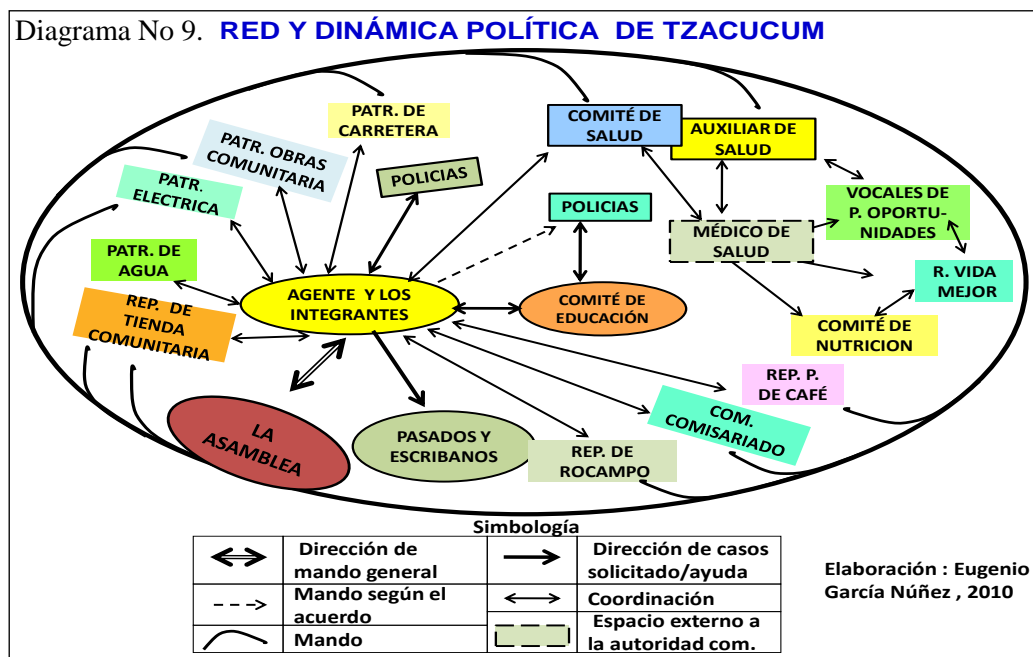 Diagrama No 9. RED Y DINÁMICA POLÍTICA DE TZACUCUM
PATR. DE
CARRETERA
COMITÉ DE
SALUD
AUXILIAR DE
SALUD
PATR. OBRAS
COMUNITARIA
POLICIAS
PATR.
ELECTRICA
POLICIAS
VOCALES DE
P. OPORTU-
NIDADES
MÉDICO DE
SALUD
PATR. DE
AGUA
AGENTE Y LOS
INTEGRANTES
COMITÉ DE
EDUCACIÓN
R. VIDA
MEJOR
REP. DE
TIENDA
COMUNITARIA
COMITÉ DE
NUTRICION
REP. P.
DE CAFÉ
COM.
COMISARIADO
LA
ASAMBLEA
PASADOS Y
ESCRIBANOS
REP. DE
ROCAMPO
Simbología
Dirección de
mando general
Dirección de casos
solicitado/ayuda
Mando según el
acuerdo
Coordinación
Mando
Espacio externo a
la autoridad com.
Elaboración : Eugenio
García Núñez , 2010